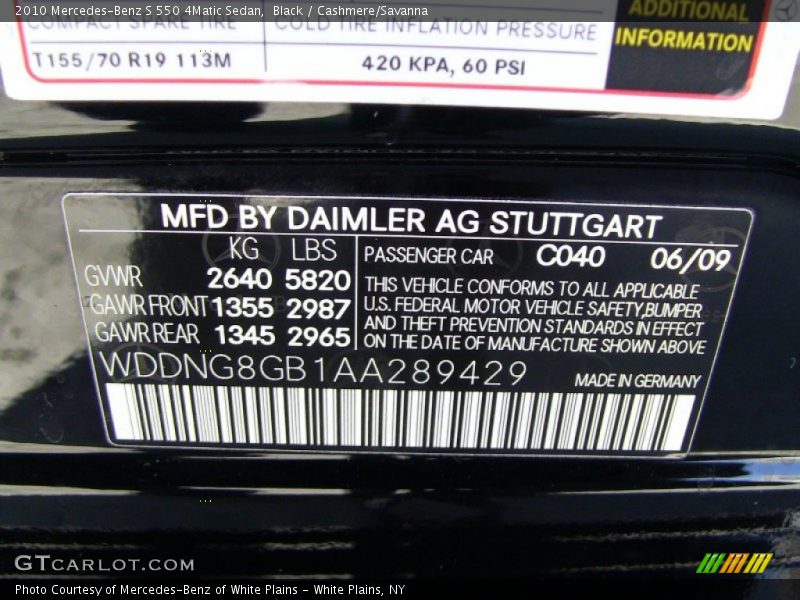 2010 Mercedes-Benz S 550 4Matic Sedan, Black / Cashmere/Savanna
COMPACT SPARE TIRE COLD TIRE INFLATION PRESSURE
T155/70 R19 113M
420 KPA, 60 PSI
ADDITIONAL
INFORMATION
MFD BY DAIMLER AG STUTTGART
KG LBS
GVWR 2640 5820
GAWR FRONT 1355 2987
GAWR REAR 1345 2965
PASSENGER CAR C040 06/09
THIS VEHICLE CONFORMS TO ALL APPLICABLE
U.S. FEDERAL MOTOR VEHICLE SAFETY,BUMPER
AND THEFT PREVENTION STANDARDS IN EFFECT
ON THE DATE OF MANUFACTURE SHOWN ABOVE
WDDNG8GB1AA289429
MADE IN GERMANY
GTCARLOT.COM
Photo Courtesy of Mercedes-Benz of White Plains - White Plains, NY